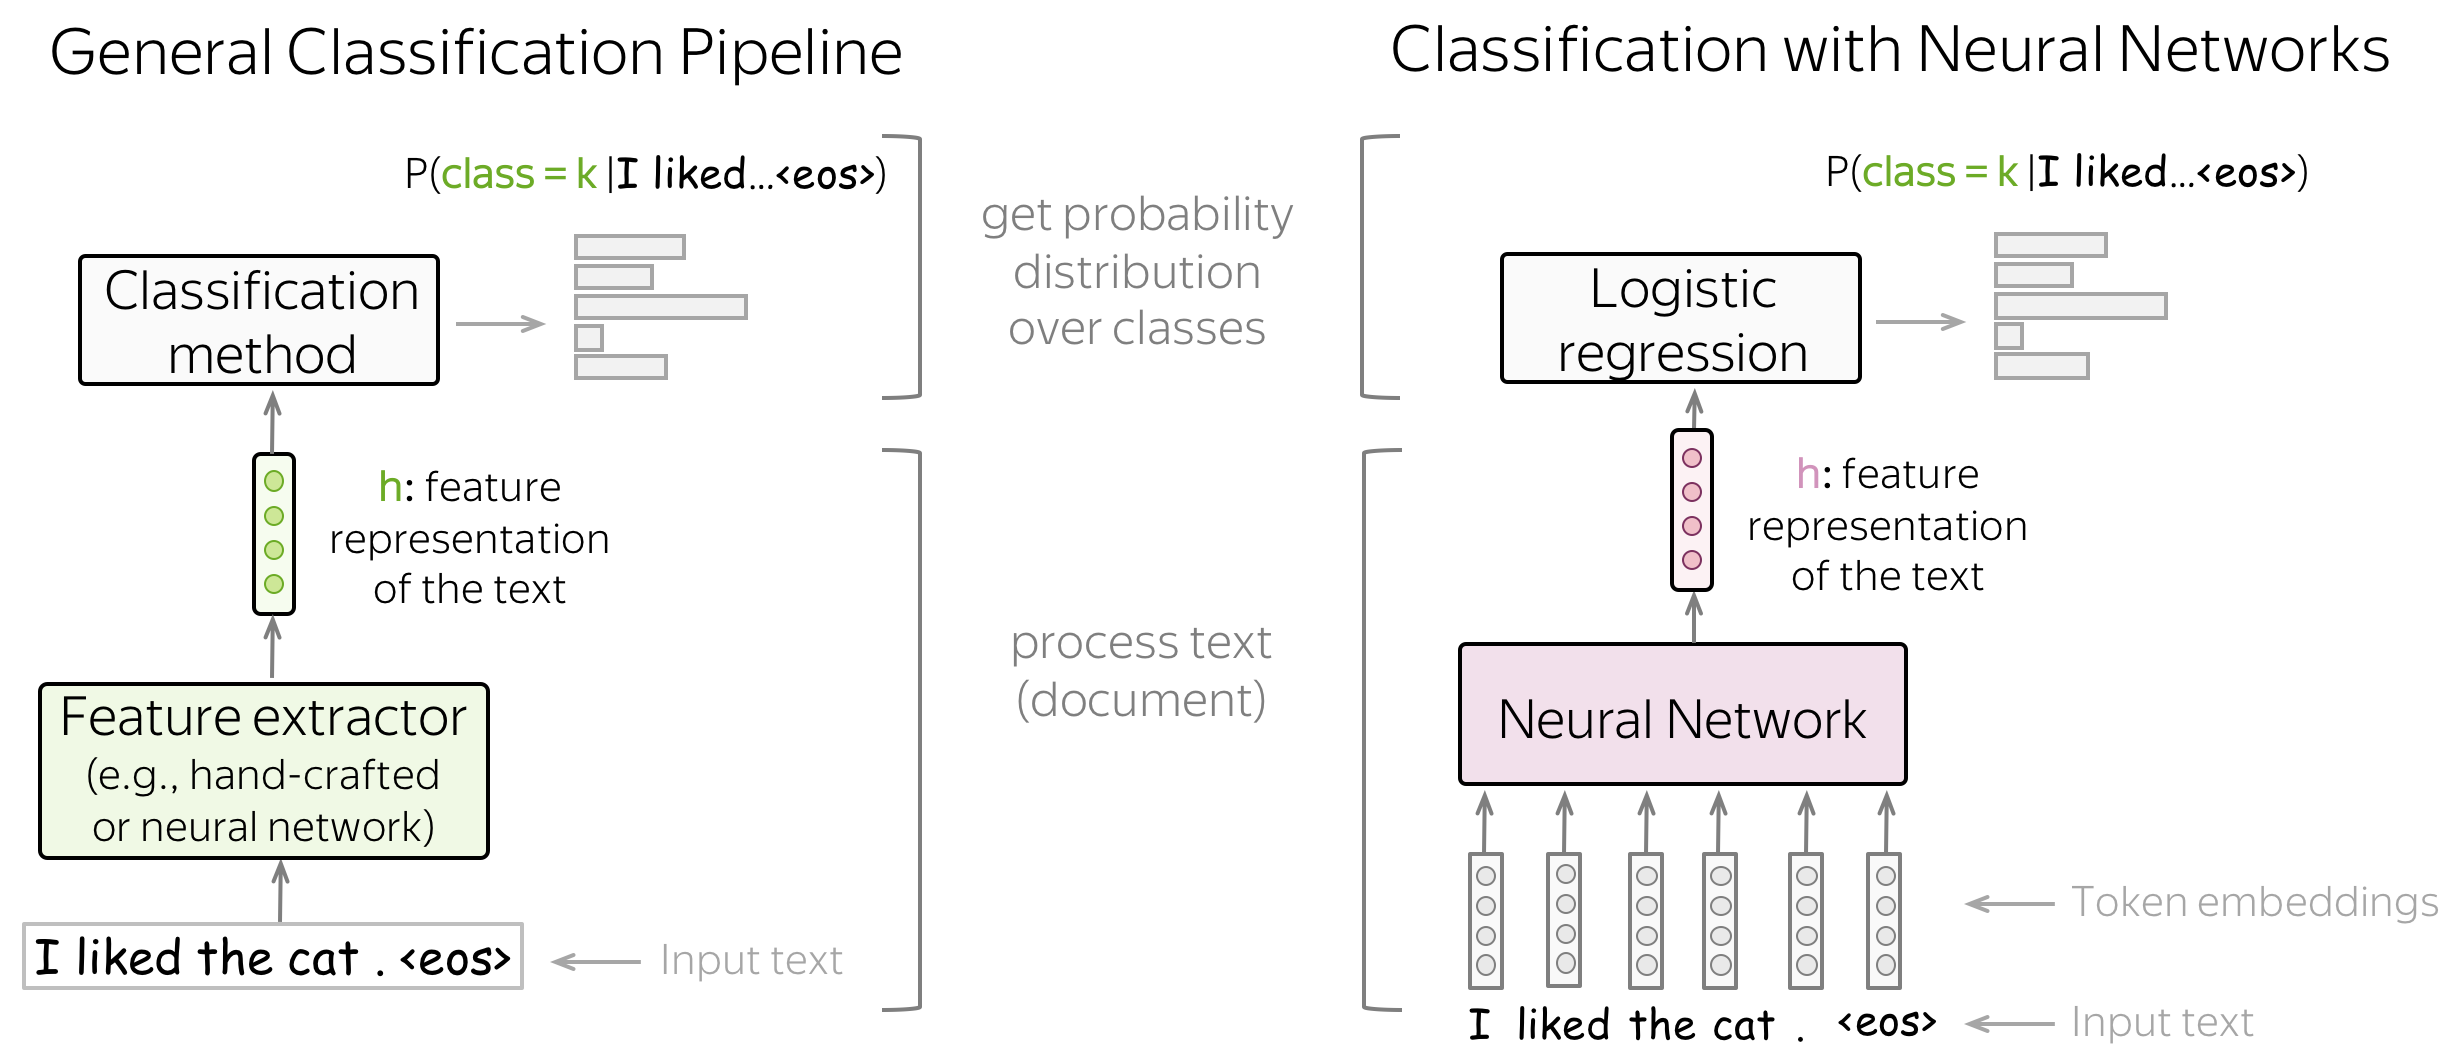 General Classification Pipeline
P(class = k |I liked...<eos>)
Classification
method
h: feature
representation
of the text
Feature extractor
(e.g., hand-crafted
or neural network)
I liked the cat . <eos>
Input text
get probability
distribution
over classes
process text
(document)
Classification with Neural Networks
P(class = k |I liked...<eos>)
Logistic
regression
h: feature
representation
of the text
Neural Network
Token embeddings
I liked the cat . <eos>
Input text